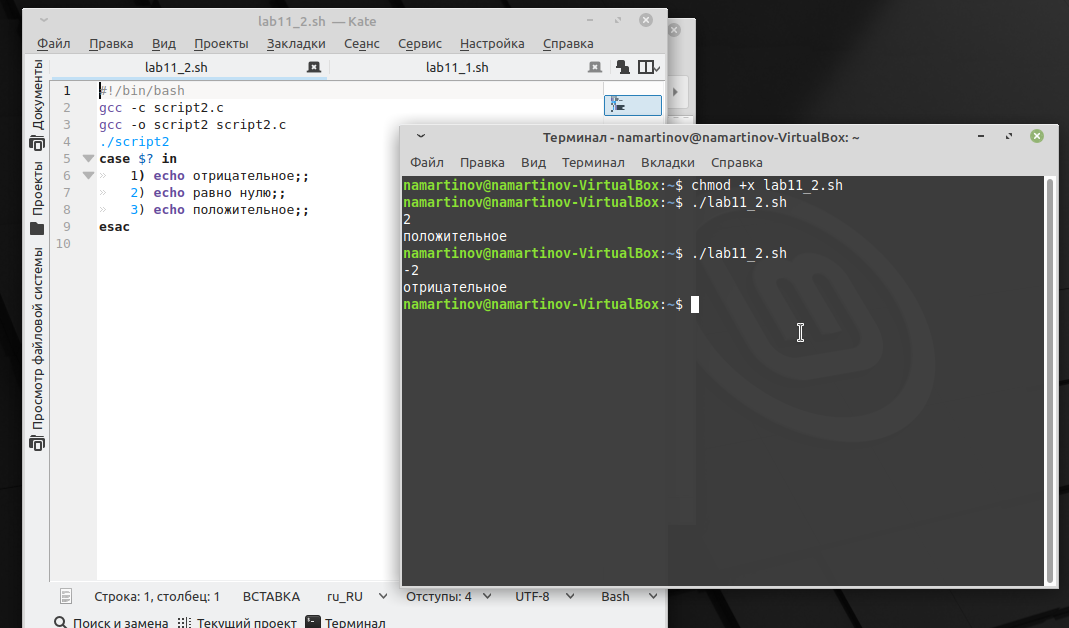 lab11_2.sh — Kate
Файл Правка Вид Проекты Закладки Сеанс Сервис Настройка Справка
lab11_2.sh lab11_1.sh
Документы
Проекты
Просмотр файловой системы
1 #!/bin/bash
2 gcc -c script2.c
3 gcc -o script2 script2.c
4 ./script2
5 case $? in
6 » 1) echo отрицательное;;
7 » 2) echo равно нулю;;
8 » 3) echo положительное;;
9 esac
10
Терминал - namartinov@namartinov-VirtualBox: ~
Файл Правка Вид Терминал Вкладки Справка
namartinov@namartinov-VirtualBox:~$ chmod +x lab11_2.sh
namartinov@namartinov-VirtualBox:~$ ./lab11_2.sh
2
положительное
namartinov@namartinov-VirtualBox:~$ ./lab11_2.sh
-2
отрицательное
namartinov@namartinov-VirtualBox:~$
Строка: 1, столбец: 1 ВСТАВКА ru_RU Отступы: 4 UTF-8 Bash
Поиск и замена Текущий проект Терминал